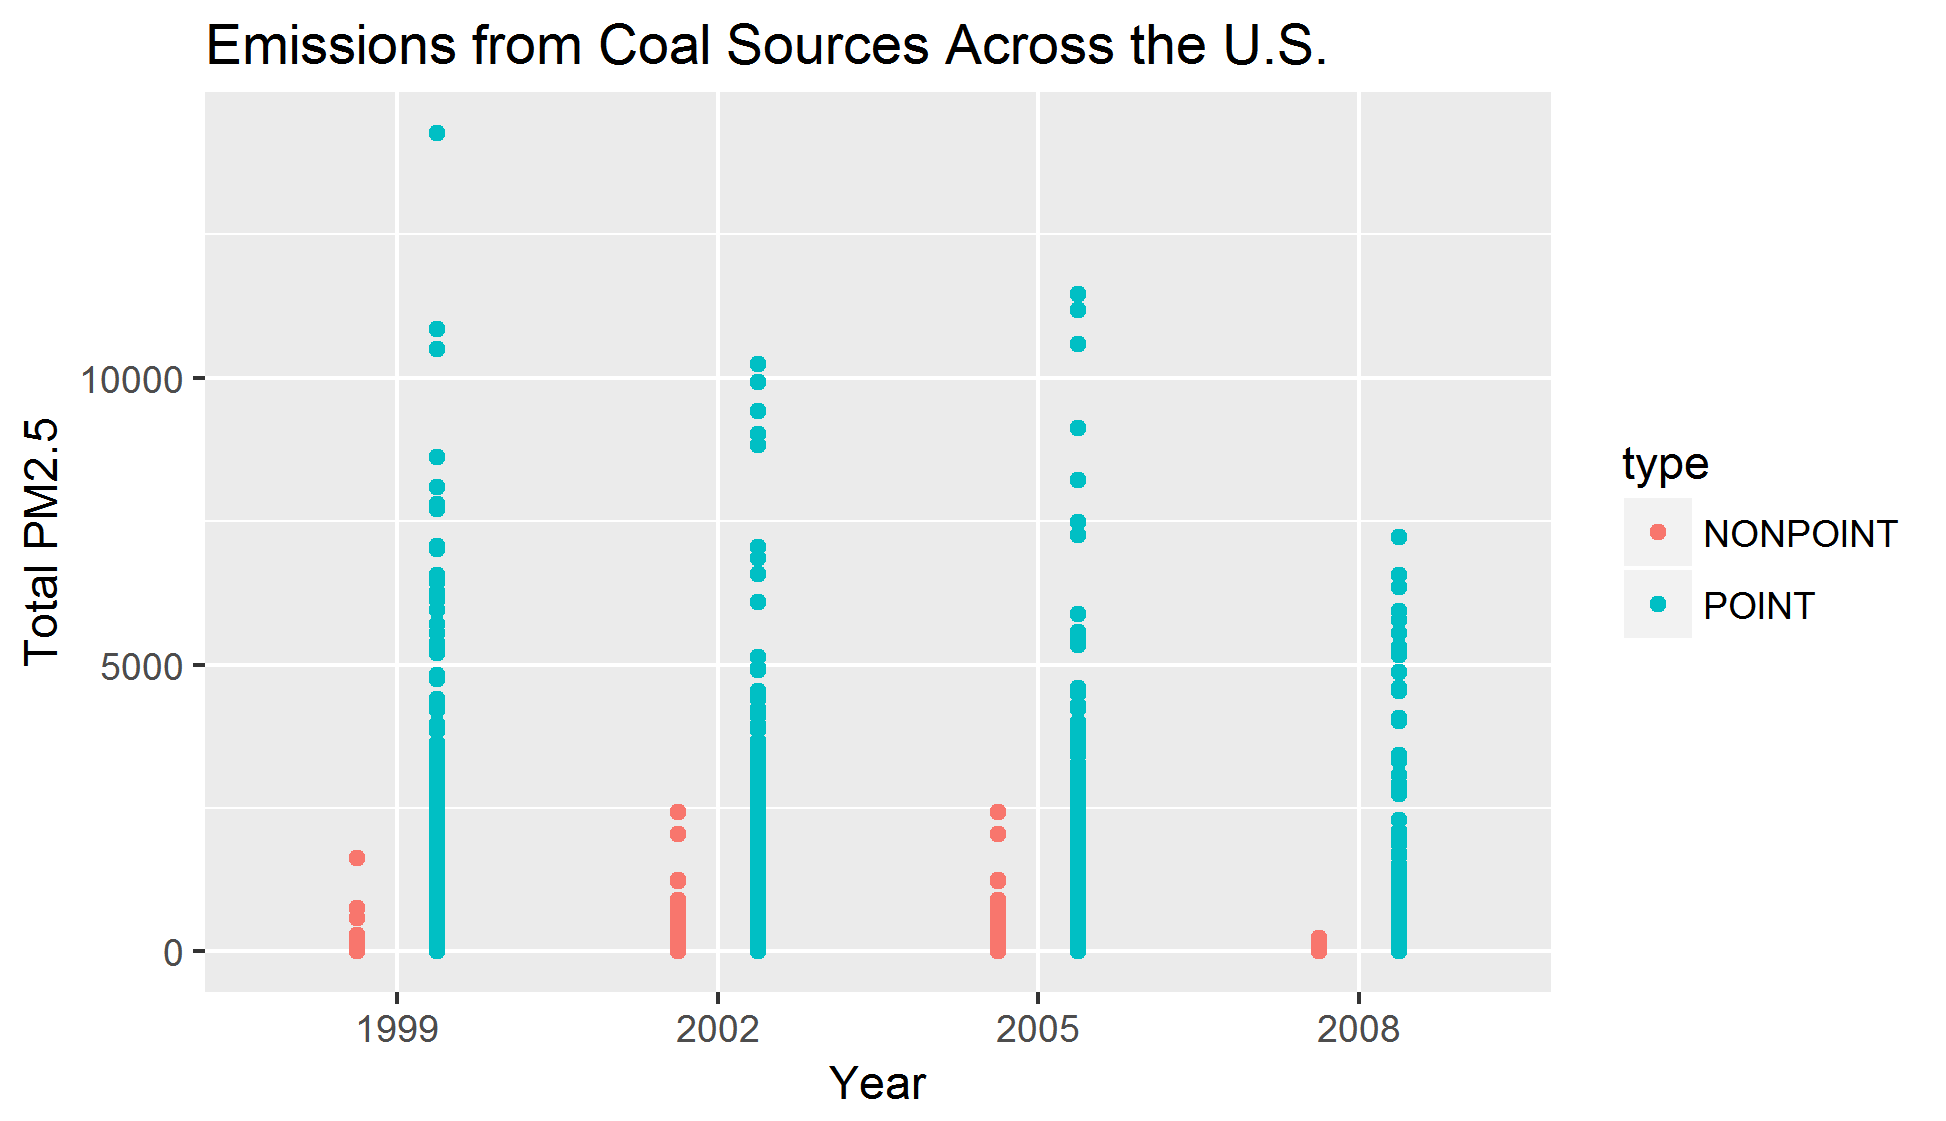 Emissions from Coal Sources Across the U.S.
Total PM2.5
10000
5000
0
1999 2002 2005 2008
Year
type
NONPOINT
POINT